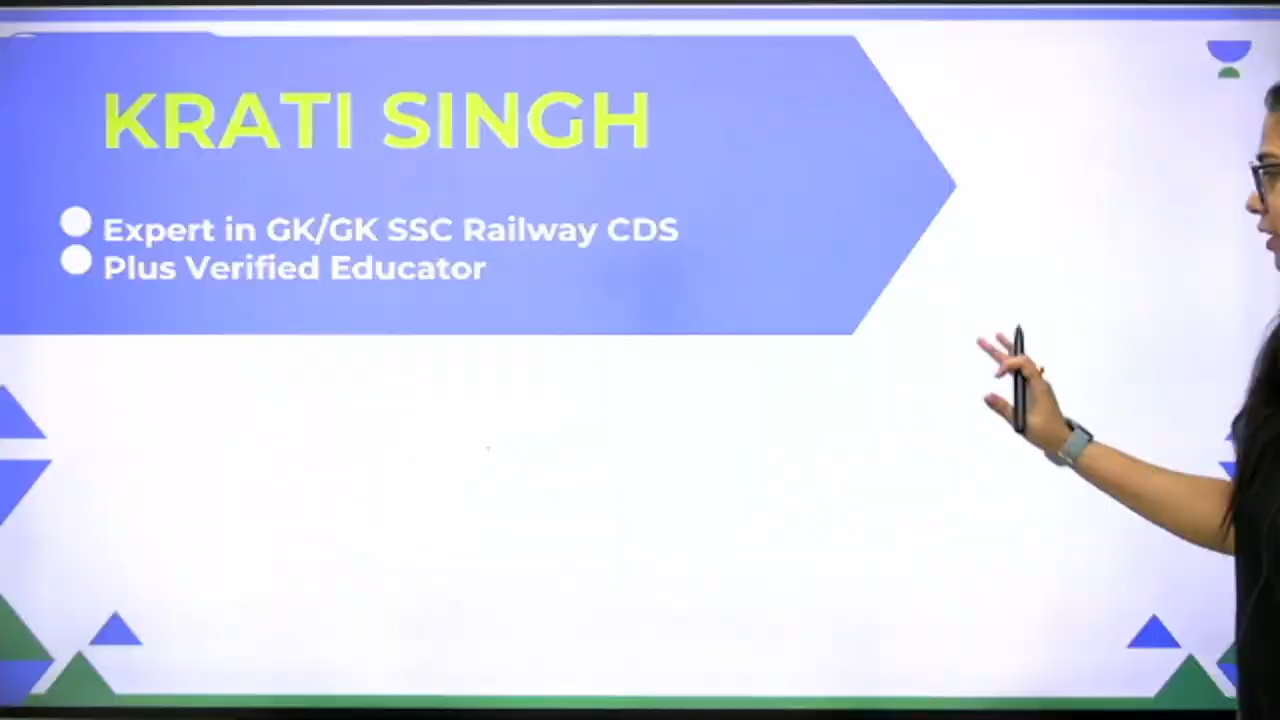 KRATI SINGH
Expert in GK/GK SSC Railway CDS
Plus Verified Educator